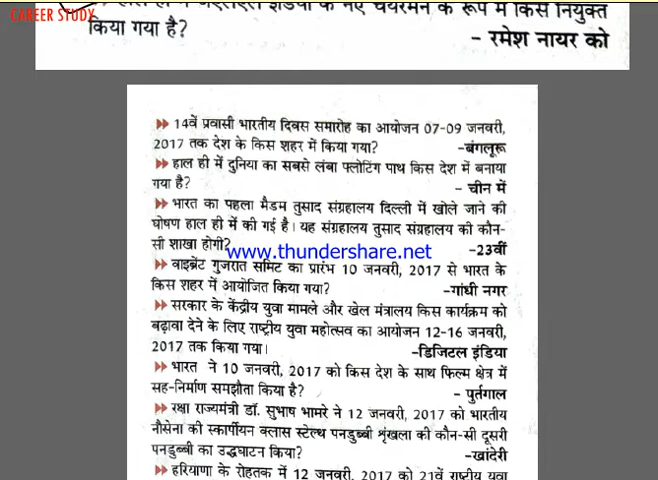 CAREER STUDY
के नए चेयरमैन के रूप में किसे नियुक्त
किया गया है?
- रमेश नायर को
14वें प्रवासी भारतीय दिवस समारोह का आयोजन 07-09 जनवरी,
2017 तक देश के किस शहर में किया गया? -बंगलूरू
हाल ही में दुनिया का सबसे लंबा फ्लोटिंग पाथ किस देश में बनाया
गया है? - चीन में
भारत का पहला मैडम तुसाद संग्रहालय दिल्ली में खोले जाने की
घोषण हाल ही में की गई है। यह संग्रहालय तुसाद संग्रहालय की कौन-
सी शाखा होगी? -23वीं
www.thundershare.net
वाइब्रेंट गुजरात समिट का प्रारंभ 10 जनवरी, 2017 से भारत के
किस शहर में आयोजित किया गया? -गांधी नगर
सरकार के केंद्रीय युवा मामले और खेल मंत्रालय किस कार्यक्रम को
बढ़ावा देने के लिए राष्ट्रीय युवा महोत्सव का आयोजन 12-16 जनवरी,
2017 तक किया गया। -डिजिटल इंडिया
भारत ने 10 जनवरी, 2017 को किस देश के साथ फिल्म क्षेत्र में
सह-निर्माण समझौता किया है? - पुर्तगाल
रक्षा राज्यमंत्री डॉ. सुभाष भामरे ने 12 जनवरी, 2017 को भारतीय
नौसेना की स्कार्पीयन क्लास स्टेल्थ पनडुब्बी शृंखला की कौन-सी दूसरी
पनडुब्बी का उद्घाटन किया? -खांदेरी
हरियाणा के रोहतक में 12 जनवरी, 2017 को 21वें राष्ट्रीय युवा